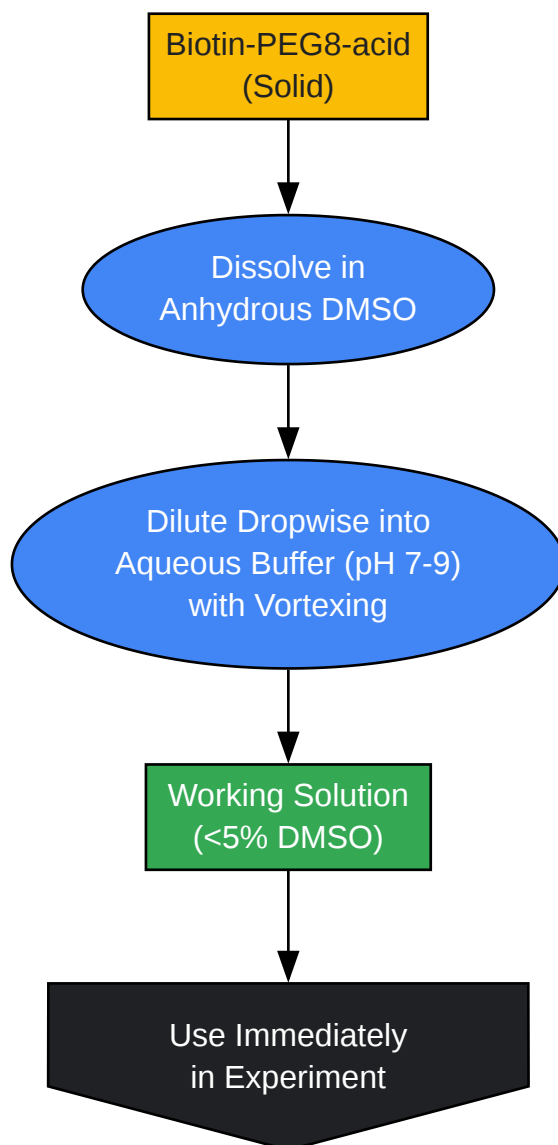 Biotin-PEG8-acid
(Solid)
Dissolve in
Anhydrous DMSO
Dilute Dropwise into
Aqueous Buffer (pH 7-9)
with Vortexing
Working Solution
(<5% DMSO)
Use Immediately
in Experiment